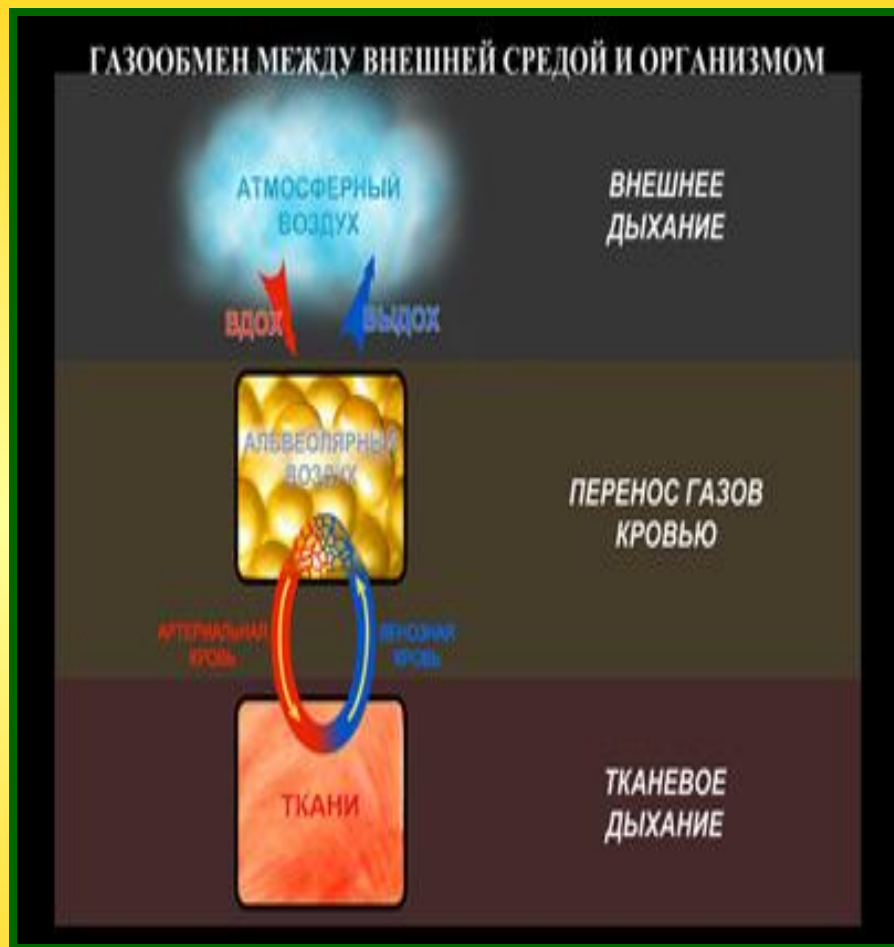 ГАЗООБМЕН МЕЖДУ ВНЕШНЕЙ СРЕДОЙ И ОРГАНИЗМОМ
АТМОСФЕРНЫЙ
ВОЗДУХ
ВНЕШНЕЕ
ДЫХАНИЕ
ВДОХ
ВЫДОХ
АЛЬВЕОЛЯРНЫЙ
ВОЗДУХ
ПЕРЕНОС ГАЗОВ
КРОВЬЮ
АРТЕРИАЛЬНАЯ
КРОВЬ
ВЕНОЗНАЯ
КРОВЬ
ТКАНИ
ТКАНЕВОЕ
ДЫХАНИЕ